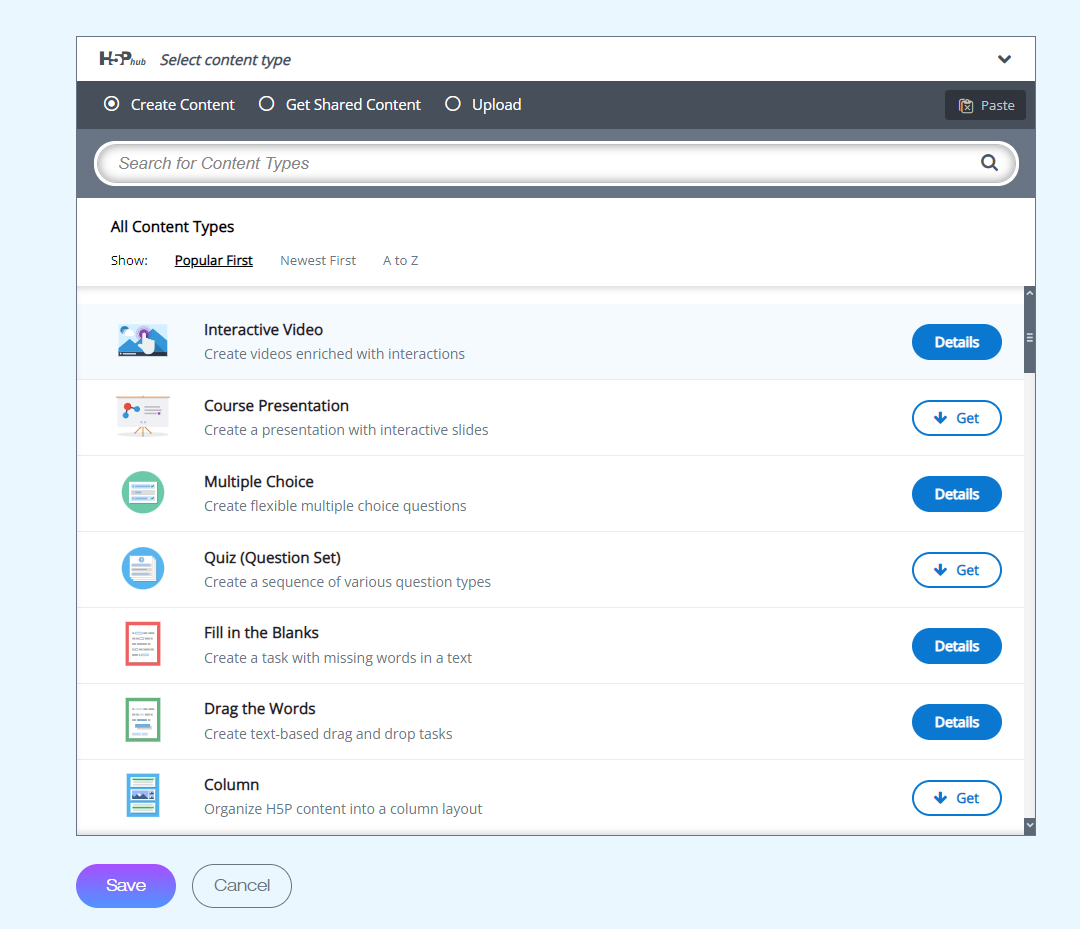 H5P hub Select content type
Create Content Get Shared Content Upload Paste
Search for Content Types
All Content Types
Show: Popular First Newest First A to Z
Interactive Video
Create videos enriched with interactions
Details
Course Presentation
Create a presentation with interactive slides
Get
Multiple Choice
Create flexible multiple choice questions
Details
Quiz (Question Set)
Create a sequence of various question types
Get
Fill in the Blanks
Create a task with missing words in a text
Details
Drag the Words
Create text-based drag and drop tasks
Details
Column
Organize H5P content into a column layout
Get
Save Cancel